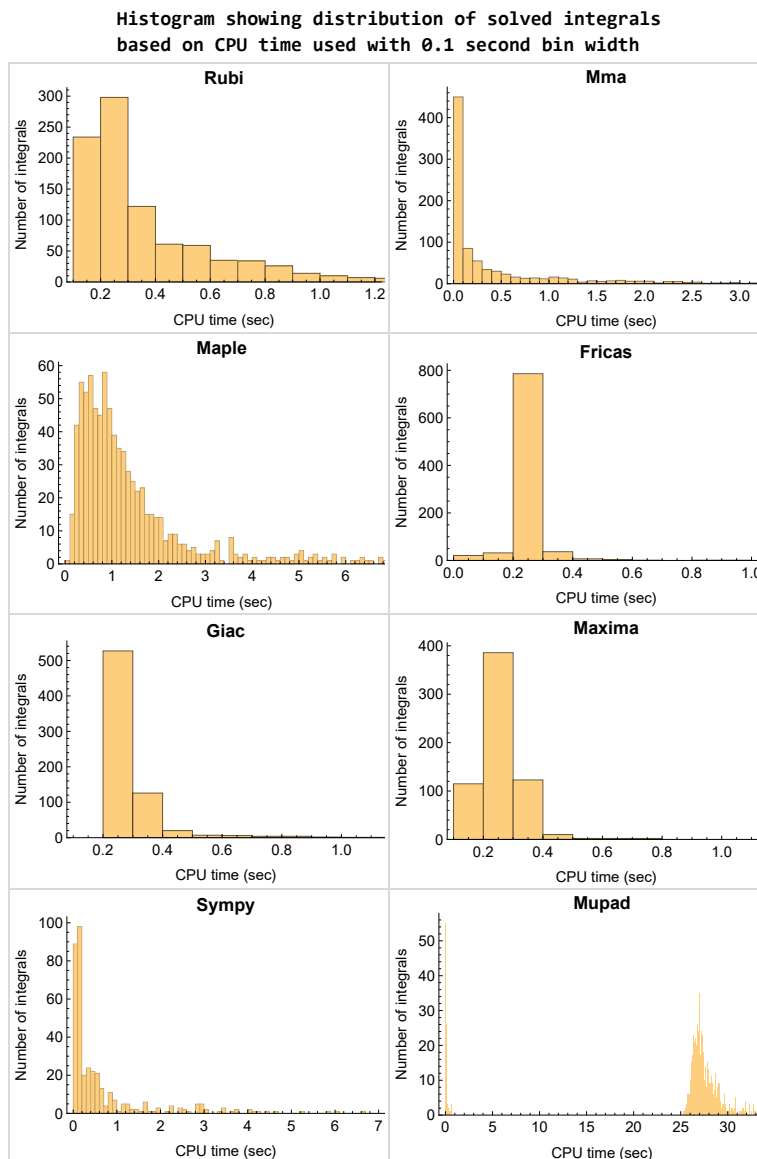 Histogram showing distribution of solved integrals
based on CPU time used with 0.1 second bin width
Rubi
Number of integrals
300
250
200
150
100
50
0
0.2 0.4 0.6 0.8 1.0 1.2
CPU time (sec)
Mma
Number of integrals
400
300
200
100
0
0.0 0.5 1.0 1.5 2.0 2.5 3.0
CPU time (sec)
Maple
Number of integrals
60
50
40
30
20
10
0
0 1 2 3 4 5 6
CPU time (sec)
Fricas
Number of integrals
800
600
400
200
0
0.0 0.2 0.4 0.6 0.8 1.0
CPU time (sec)
Giac
Number of integrals
500
400
300
200
100
0
0.2 0.4 0.6 0.8 1.0
CPU time (sec)
Maxima
Number of integrals
400
300
200
100
0
0.2 0.4 0.6 0.8 1.0
CPU time (sec)
Sympy
Number of integrals
100
80
60
40
20
0
0 1 2 3 4 5 6 7
CPU time (sec)
Mupad
Number of integrals
50
40
30
20
10
0
0 5 10 15 20 25 30
CPU time (sec)